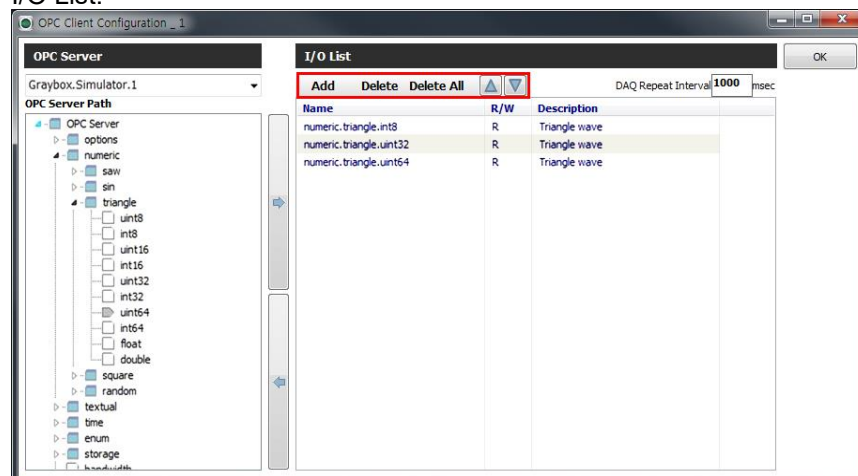 I/O List.
OPC Client Configuration _ 1
OPC Server
Graybox.Simulator.1
OPC Server Path
OPC Server
options
numeric
saw
sin
triangle
uint8
int8
uint16
int16
uint32
int32
uint64
int64
float
double
square
random
textual
time
enum
storage
bandwidth
I/O List
Add Delete Delete All
DAQ Repeat Interval 1000 msec
Name R/W Description
numeric.triangle.int8 R Triangle wave
numeric.triangle.uint32 R Triangle wave
numeric.triangle.uint64 R Triangle wave
OK